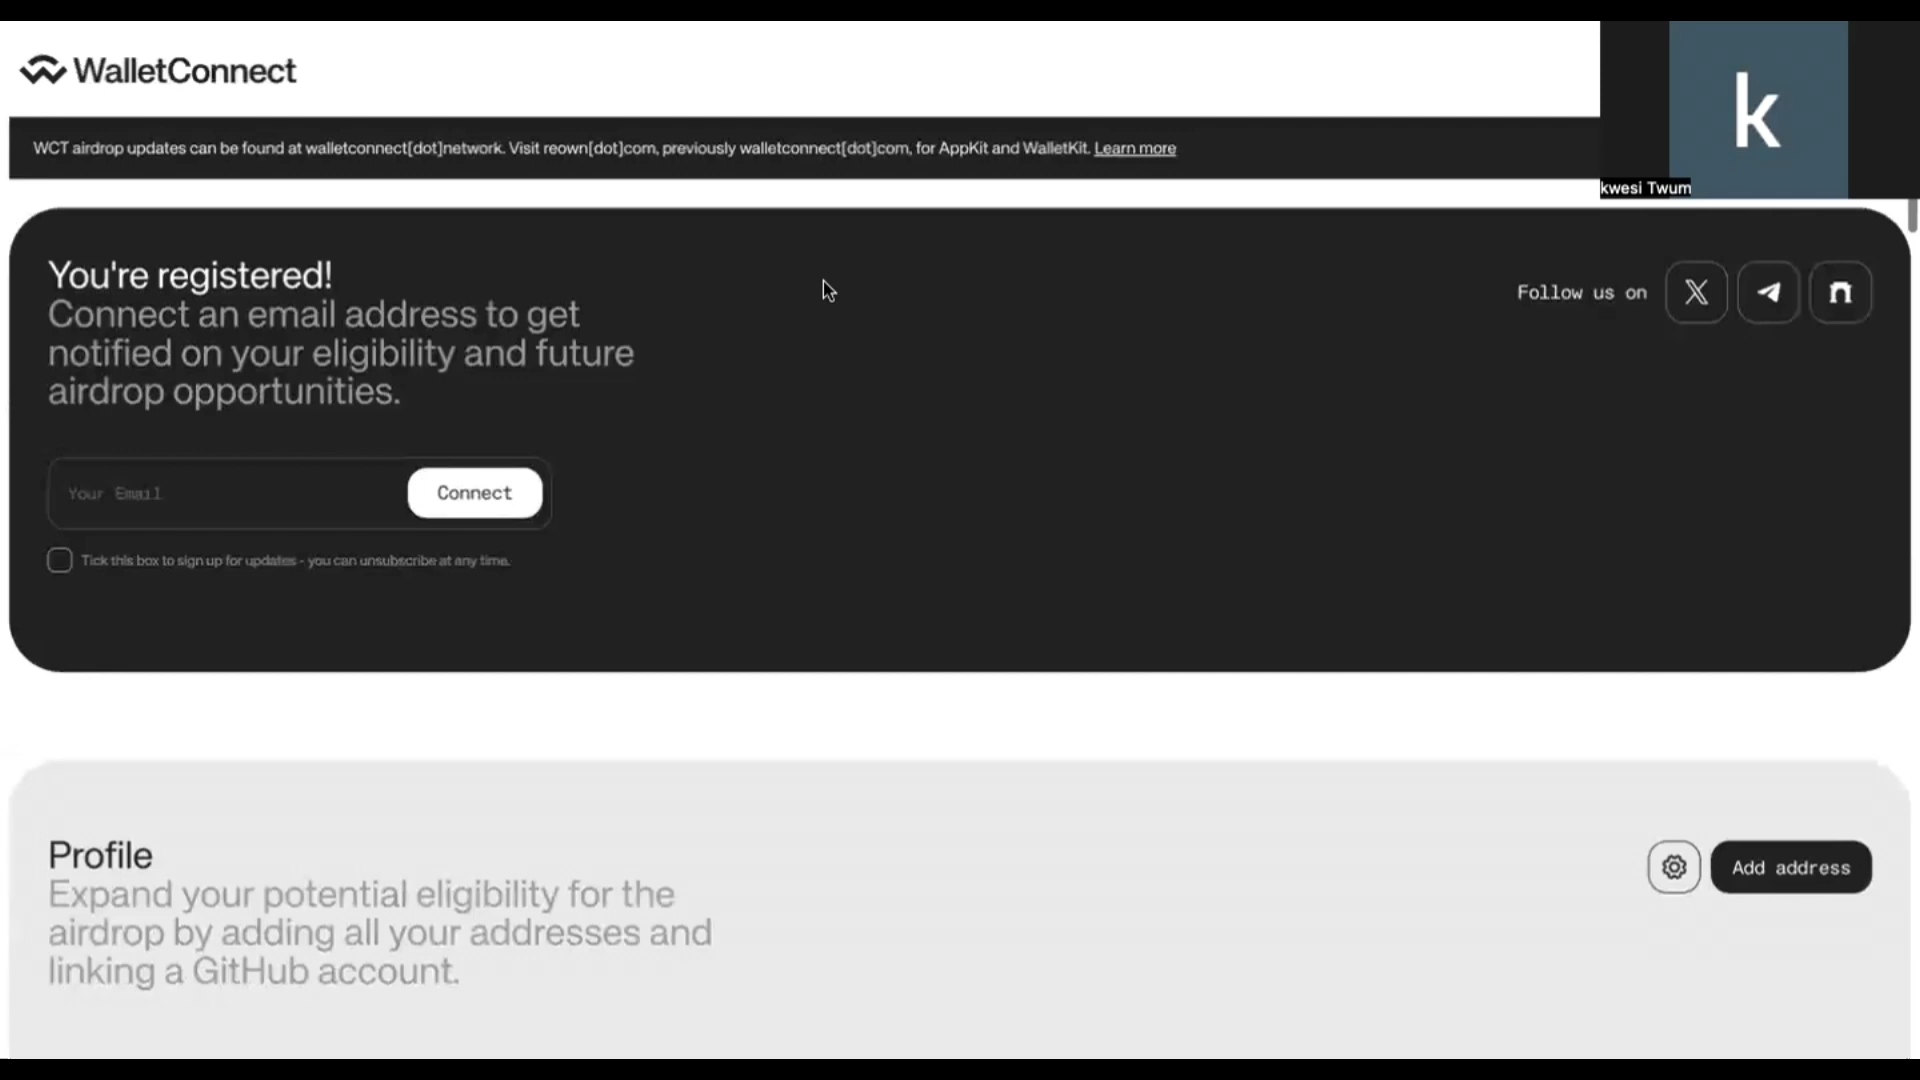 WalletConnect
WCT airdrop updates can be found at walletconnect[dot]network. Visit reown[dot]com, previously walletconnect[dot]com, for AppKit and WalletKit. Learn more
k
kwesi Twum
You're registered!
Connect an email address to get
notified on your eligibility and future
airdrop opportunities.
Follow us on
Your Email
Connect
Tick this box to sign up for updates - you can unsubscribe at any time.
Profile
Expand your potential eligibility for the
airdrop by adding all your addresses and
linking a GitHub account.
Add address